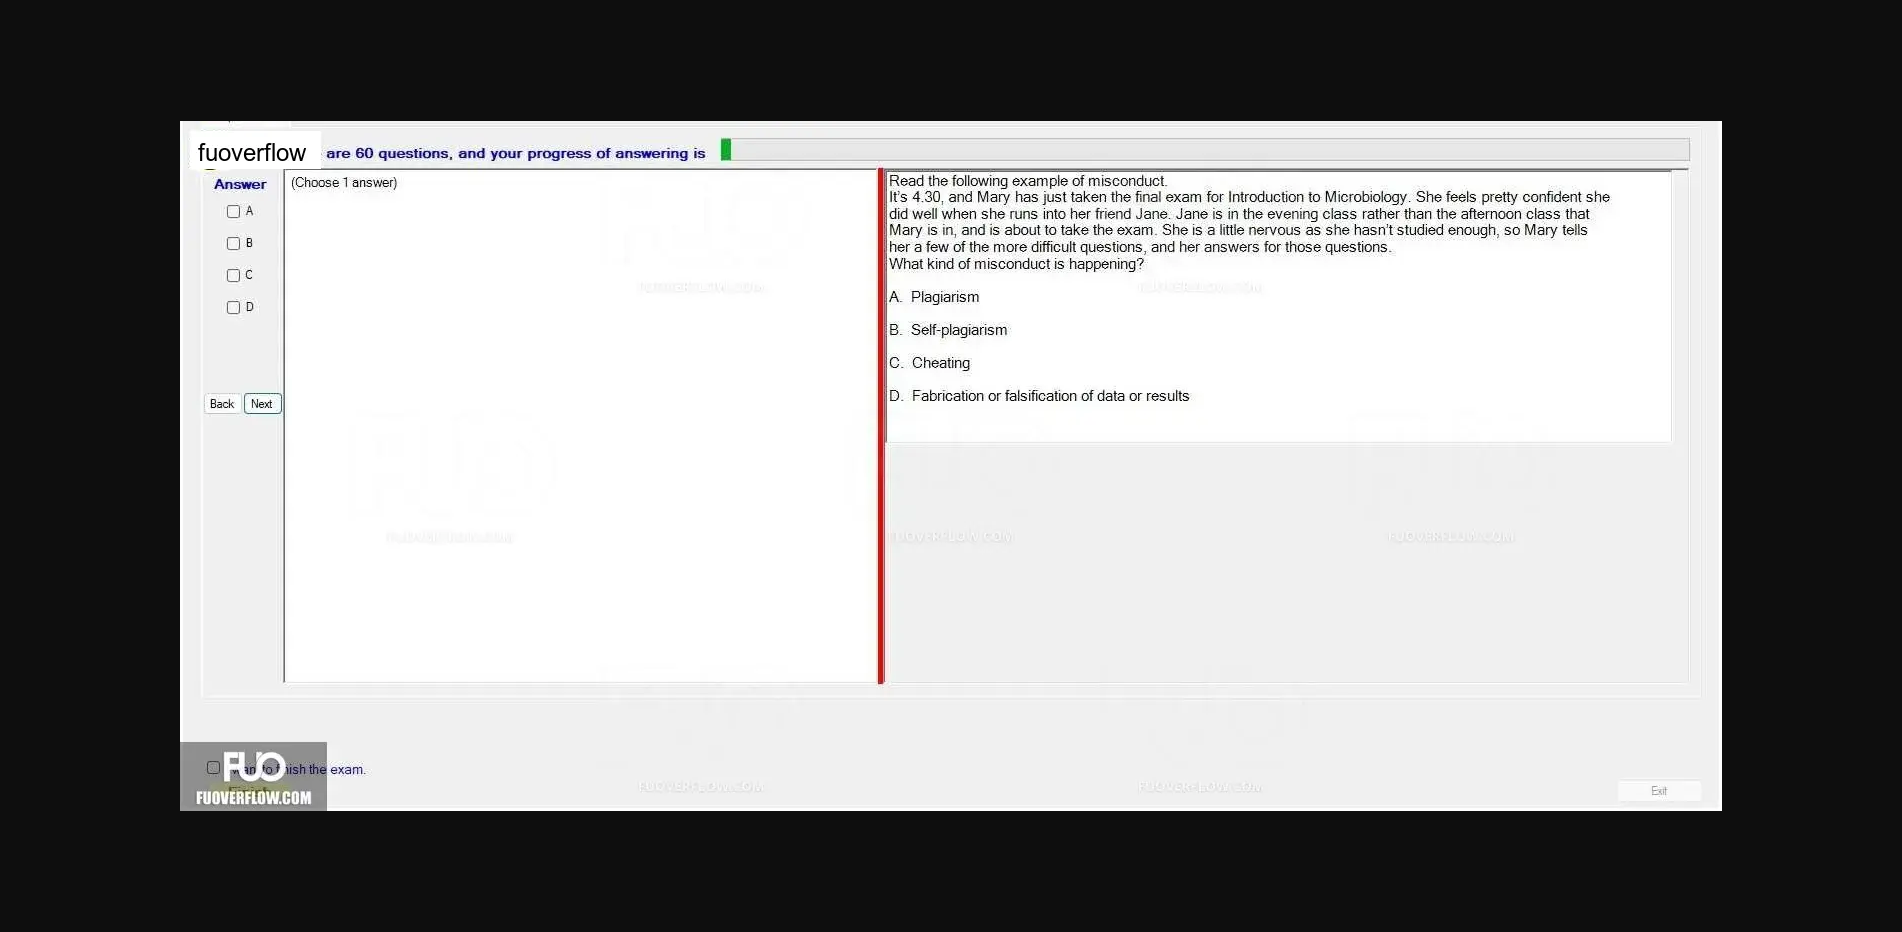 fuoverflow are 60 questions, and your progress of answering is
Answer
A
B
C
D
Back Next
(Choose 1 answer)
Read the following example of misconduct.
It's 4.30, and Mary has just taken the final exam for Introduction to Microbiology. She feels pretty confident she
did well when she runs into her friend Jane. Jane is in the evening class rather than the afternoon class that
Mary is in, and is about to take the exam. She is a little nervous as she hasn't studied enough, so Mary tells
her a few of the more difficult questions, and her answers for those questions.
What kind of misconduct is happening?
A. Plagiarism
B. Self-plagiarism
C. Cheating
D. Fabrication or falsification of data or results
FUOVERFLOW.COM FUOVERFLOW.COM
FUOVERFLOW.COM FUOVERFLOW.COM FUOVERFLOW.COM
FUO
the exam.
FUOVERFLOW.COM
FUOVERFLOW.COM FUOVERFLOW.COM
Exit